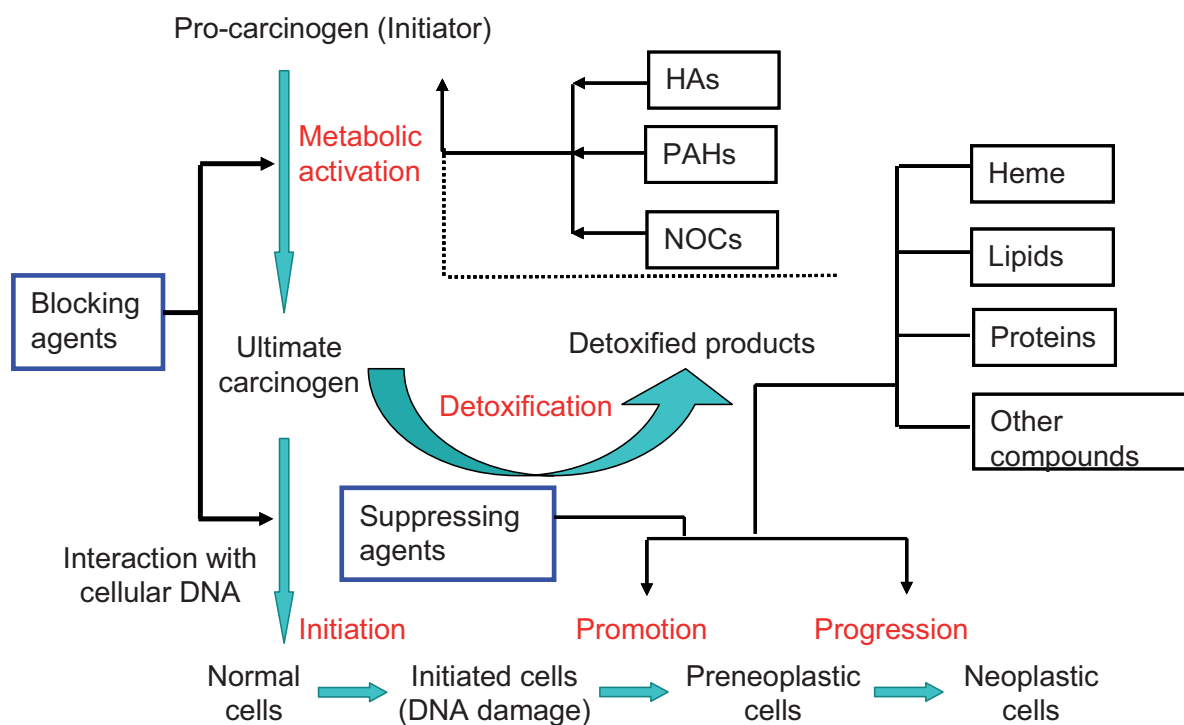 Pro-carcinogen (Initiator)
HAs
Metabolic
activation
PAHs
Heme
NOCs
Lipids
Blocking
agents
Ultimate
carcinogen
Detoxified products
Proteins
Detoxification
Other
compounds
Suppressing
agents
Interaction with
cellular DNA
Initiation
Promotion
Progression
Normal
cells
Initiated cells
(DNA damage)
Preneoplastic
cells
Neoplastic
cells